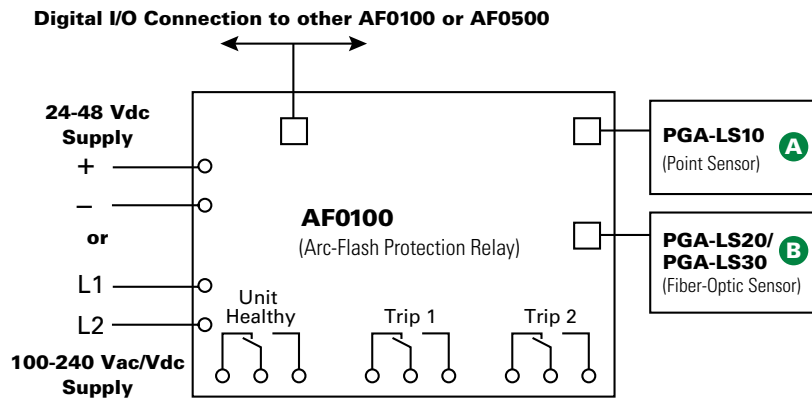 Digital I/O Connection to other AF0100 or AF0500
24-48 Vdc
Supply
+
–
or
L1
L2
100-240 Vac/Vdc
Supply
AF0100
(Arc-Flash Protection Relay)
Unit
Healthy
Trip 1
Trip 2
PGA-LS10
(Point Sensor)
A
PGA-LS20/
PGA-LS30
(Fiber-Optic Sensor)
B